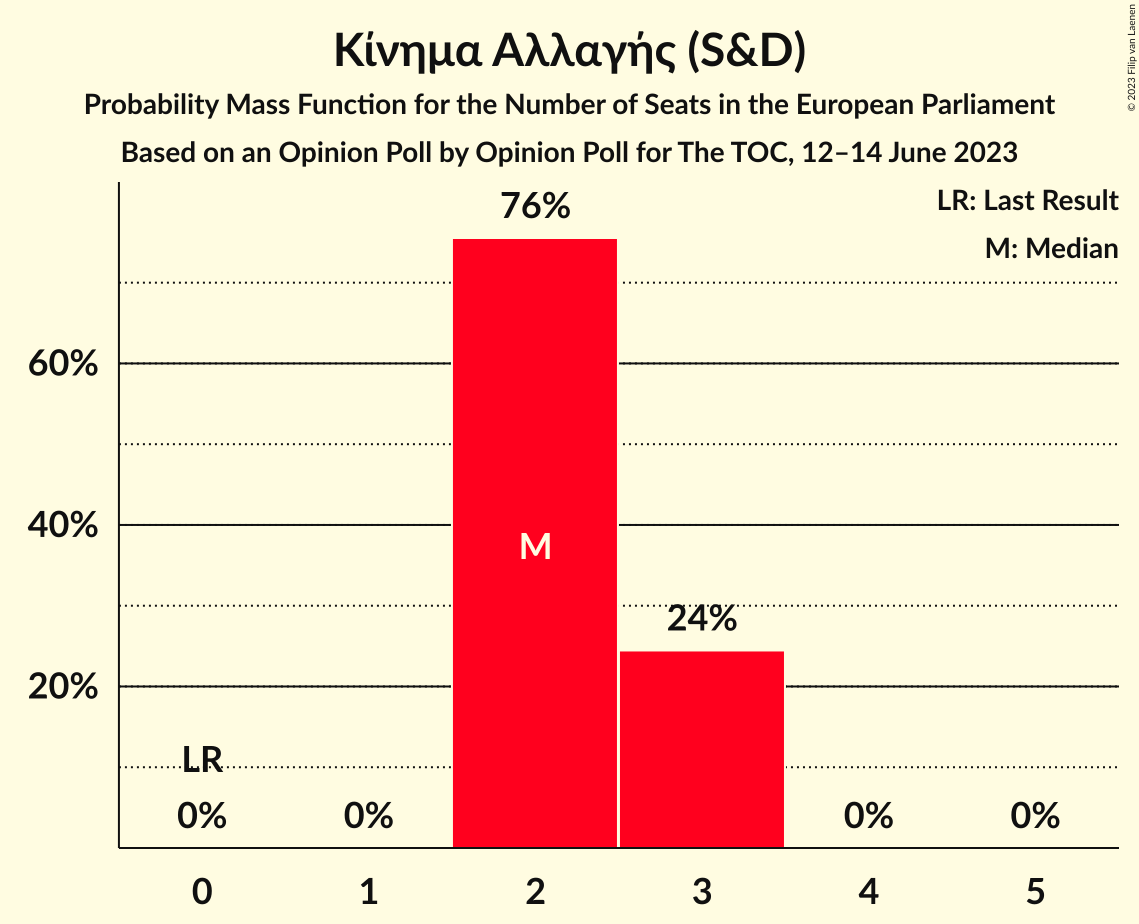 Κίνημα Αλλαγής (S&D)
Probability Mass Function for the Number of Seats in the European Parliament
Based on an Opinion Poll by Opinion Poll for The TOC, 12–14 June 2023
© 2023 Filip van Laenen
LR: Last Result
M: Median
76%
60%
40%
M
24%
20%
LR
0% 0% 0% 0%
0 1 2 3 4 5